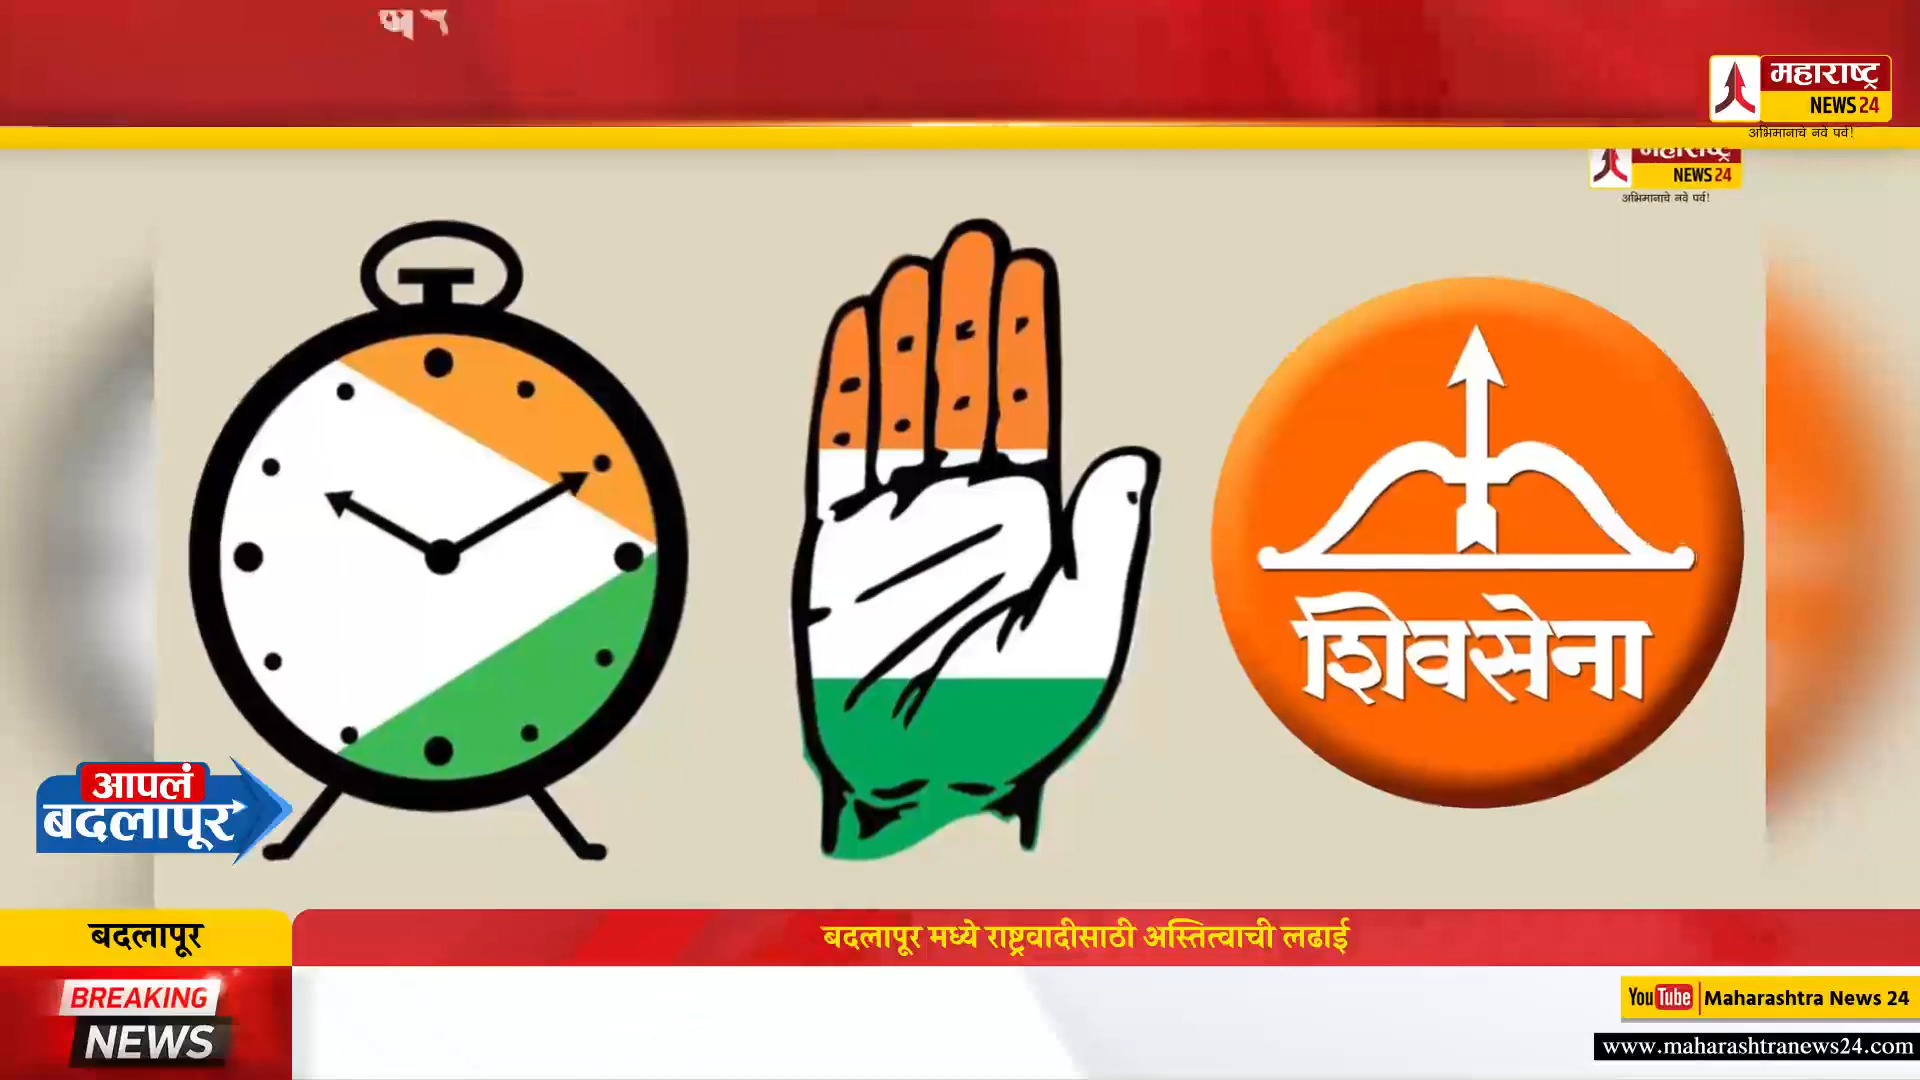 महाराष्ट्र
NEWS 24
अभिमानाचे नवे पर्व!
महाराष्ट्र
NEWS 24
अभिमानाचे नवे पर्व!
शिवसेना
आपलं
बदलापूर
बदलापूर
बदलापूर मध्ये राष्ट्रवादीसाठी अस्तित्वाची लढाई
BREAKING
NEWS
YouTube Maharashtra News 24
www.maharashtranews24.com